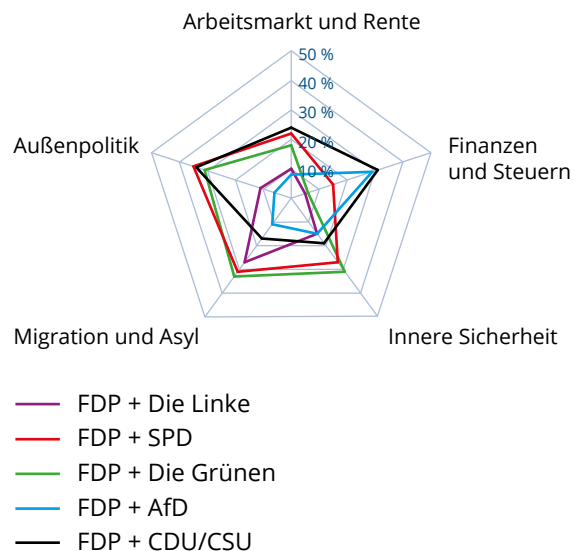 Arbeitsmarkt und Rente
50 %
40 %
30 %
20 %
10 %
Außenpolitik
Finanzen
und Steuern
Migration und Asyl
Innere Sicherheit
FDP + Die Linke
FDP + SPD
FDP + Die Grünen
FDP + AfD
FDP + CDU/CSU